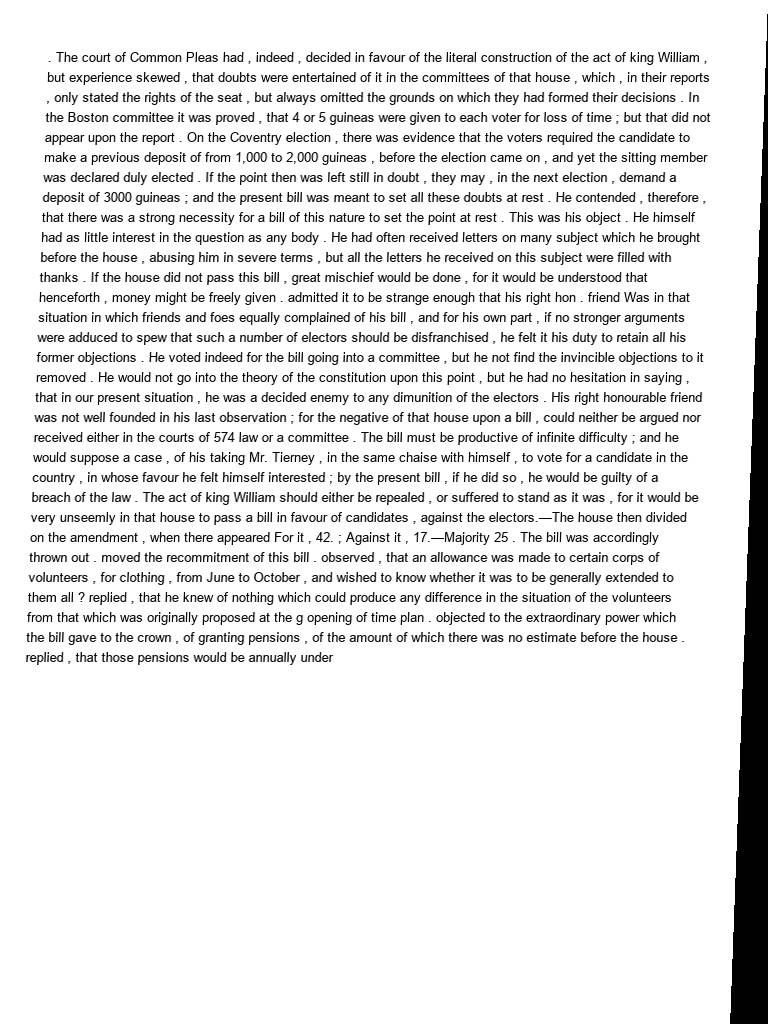 . The court of Common Pleas had , indeed , decided in favour of the literal construction of the act of king William ,
but experience skewed , that doubts were entertained of it in the committees of that house , which , in their reports
, only stated the rights of the seat , but always omitted the grounds on which they had formed their decisions . In
the Boston committee it was proved , that 4 or 5 guineas were given to each voter for loss of time ; but that did not
appear upon the report . On the Coventry election , there was evidence that the voters required the candidate to
make a previous deposit of from 1,000 to 2,000 guineas , before the election came on , and yet the sitting member
was declared duly elected . If the point then was left still in doubt , they may , in the next election , demand a
deposit of 3000 guineas ; and the present bill was meant to set all these doubts at rest . He contended , therefore ,
that there was a strong necessity for a bill of this nature to set the point at rest . This was his object . He himself
had as little interest in the question as any body . He had often received letters on many subject which he brought
before the house , abusing him in severe terms , but all the letters he received on this subject were filled with
thanks . If the house did not pass this bill , great mischief would be done , for it would be understood that
henceforth , money might be freely given . admitted it to be strange enough that his right hon . friend Was in that
situation in which friends and foes equally complained of his bill , and for his own part , if no stronger arguments
were adduced to spew that such a number of electors should be disfranchised , he felt it his duty to retain all his
former objections . He voted indeed for the bill going into a committee , but he not find the invincible objections to it
removed . He would not go into the theory of the constitution upon this point , but he had no hesitation in saying ,
that in our present situation , he was a decided enemy to any dimunition of the electors . His right honourable friend
was not well founded in his last observation ; for the negative of that house upon a bill , could neither be argued nor
received either in the courts of 574 law or a committee . The bill must be productive of infinite difficulty ; and he
would suppose a case , of his taking Mr. Tierney , in the same chaise with himself , to vote for a candidate in the
country , in whose favour he felt himself interested ; by the present bill , if he did so , he would be guilty of a
breach of the law . The act of king William should either be repealed , or suffered to stand as it was , for it would be
very unseemly in that house to pass a bill in favour of candidates , against the electors.—The house then divided
on the amendment , when there appeared For it , 42. ; Against it , 17.—Majority 25 . The bill was accordingly
thrown out . moved the recommitment of this bill . observed , that an allowance was made to certain corps of
volunteers , for clothing , from June to October , and wished to know whether it was to be generally extended to
them all ? replied , that he knew of nothing which could produce any difference in the situation of the volunteers
from that which was originally proposed at the g opening of time plan . objected to the extraordinary power which
the bill gave to the crown , of granting pensions , of the amount of which there was no estimate before the house .
replied , that those pensions would be annually under